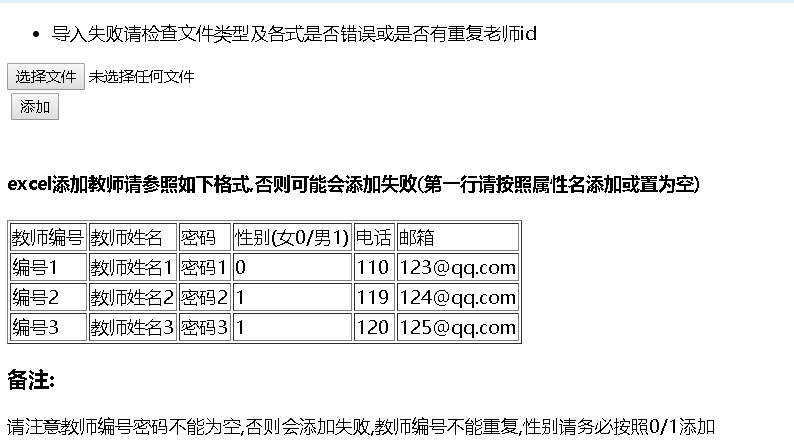 导入失败请检查文件类型及各式是否错误或是否有重复老师id
选择文件 未选择任何文件
添加
excel添加教师请参照如下格式,否则可能会添加失败(第一行请按照属性名添加或置为空)
教师编号 教师姓名 密码 性别(女0/男1) 电话 邮箱
编号1 教师姓名1 密码1 0 110 123@qq.com
编号2 教师姓名2 密码2 1 119 124@qq.com
编号3 教师姓名3 密码3 1 120 125@qq.com
备注:
请注意教师编号密码不能为空,否则会添加失败,教师编号不能重复,性别请务必按照0/1添加